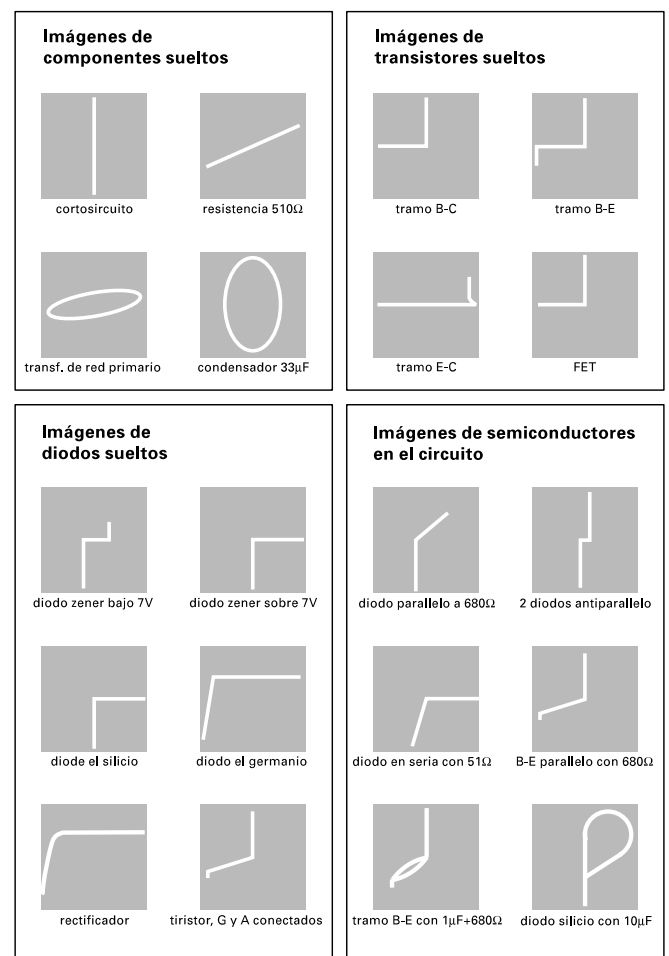 Imágenes de
componentes sueltos
cortosircuito
resistencia 510Ω
transf. de red primario
condensador 33µF
Imágenes de
transistores sueltos
tramo B-C
tramo B-E
tramo E-C
FET
Imágenes de
diodos sueltos
diodo zener bajo 7V
diodo zener sobre 7V
diode el silicio
diodo el germanio
rectificador
tiristor, G y A conectados
Imágenes de semiconductores
en el circuito
diodo parallelo a 680Ω
2 diodos antiparallelo
diodo en seria con 51Ω
B-E parallelo con 680Ω
tramo B-E con 1µF+680Ω
diodo silicio con 10µF